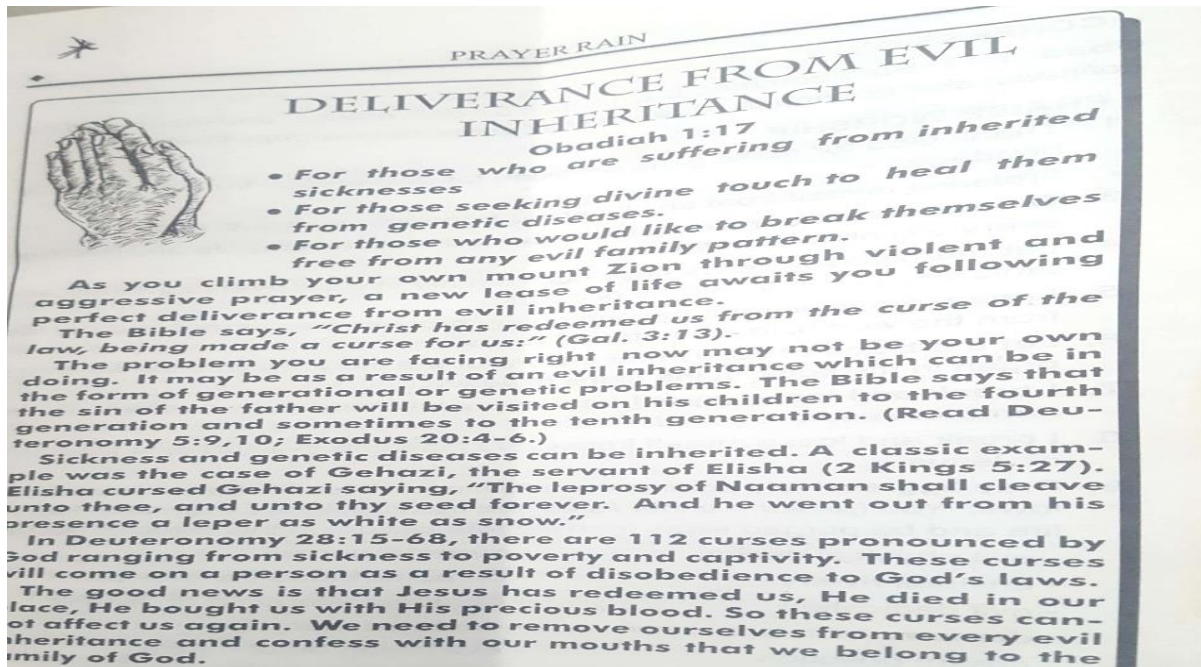 PRAYER RAIN
DELIVERANCE FROM EVIL
INHERITANCE
Obadiah 1:17
• For those who are suffering from inherited
sicknesses
• For those seeking divine touch to heal them
from genetic diseases.
• For those who would like to break themselves
free from any evil family pattern.
As you climb your own mount Zion through violent and
aggressive prayer, a new lease of life awaits you following
perfect deliverance from evil inheritance.
The Bible says, "Christ has redeemed us from the curse of the
law, being made a curse for us:" (Gal. 3:13).
The problem you are facing right now may not be your own
doing. It may be as a result of an evil inheritance which can be in
the form of generational or genetic problems. The Bible says that
the sin of the father will be visited on his children to the fourth
generation and sometimes to the tenth generation. (Read Deu-
teronomy 5:9,10; Exodus 20:4-6.)
Sickness and genetic diseases can be inherited. A classic exam-
ple was the case of Gehazi, the servant of Elisha (2 Kings 5:27).
Elisha cursed Gehazi saying, "The leprosy of Naaman shall cleave
unto thee, and unto thy seed forever. And he went out from his
presence a leper as white as snow."
In Deuteronomy 28:15-68, there are 112 curses pronounced by
God ranging from sickness to poverty and captivity. These curses
will come on a person as a result of disobedience to God's laws.
The good news is that Jesus has redeemed us, He died in our
lace, He bought us with His precious blood. So these curses can-
ot affect us again. We need to remove ourselves from every evil
nheritance and confess with our mouths that we belong to the
amily of God.